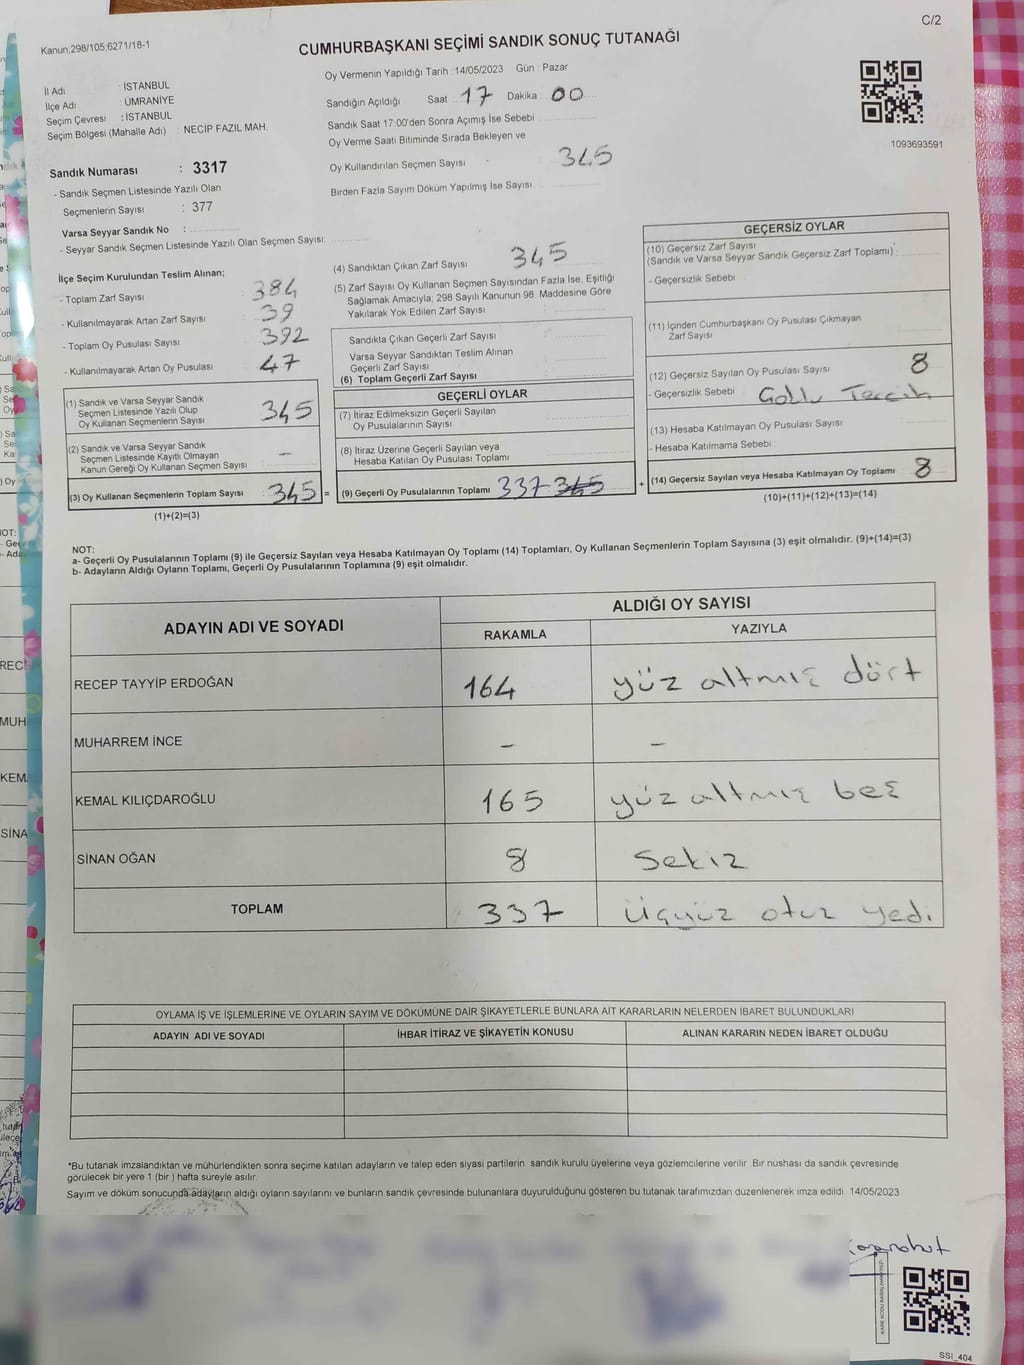 C/2
Kanun;298/105;6271/18-1
CUMHURBAŞKANI SEÇİMİ SANDIK SONUÇ TUTANAĞI
İl Adı : İSTANBUL
İlçe Adı : ÜMRANİYE
Seçim Çevresi : İSTANBUL
Seçim Bölgesi (Mahalle Adı) : NECİP FAZIL MAH.
Sandık Numarası : 3317
- Sandık Seçmen Listesinde Yazılı Olan
Seçmenlerin Sayısı : 377
Varsa Seyyar Sandık No :
- Seyyar Sandık Seçmen Listesinde Yazılı Olan Seçmen Sayısı:
Oy Vermenin Yapıldığı Tarih :14/05/2023 Gün : Pazar
Sandığın Açıldığı Saat : 17 Dakika : 00
Sandık Saat 17:00'den Sonra Açımış İse Sebebi
Oy Verme Saati Bitiminde Sırada Bekleyen ve
Oy Kullandırılan Seçmen Sayısı 345
Birden Fazla Sayım Döküm Yapılmış İse Sayısı
1093693591
İlçe Seçim Kurulundan Teslim Alınan;
- Toplam Zarf Sayısı 384
- Kullanılmayarak Artan Zarf Sayısı 39
- Toplam Oy Pusulası Sayısı 392
- Kullanılmayarak Artan Oy Pusulası 47
(1) Sandık ve Varsa Seyyar Sandık
Seçmen Listesinde Yazılı Olup
Oy Kullanan Seçmenlerin Sayısı 345
(2) Sandık ve Varsa Seyyar Sandık
Seçmen Listesinde Kayıtlı Olmayan
Kanun Gereği Oy Kullanan Seçmen Sayısı -
(3) Oy Kullanan Seçmenlerin Toplam Sayısı : 345 =
(1)+(2)=(3)
(4) Sandıktan Çıkan Zarf Sayısı 345
(5) Zarf Sayısı Oy Kullanan Seçmen Sayısından Fazla İse, Eşitliği
Sağlamak Amacıyla; 298 Sayılı Kanunun 98. Maddesine Göre
Yakılarak Yok Edilen Zarf Sayısı
Sandıkta Çıkan Geçerli Zarf Sayısı
Varsa Seyyar Sandıktan Teslim Alınan
Geçerli Zarf Sayısı
(6) Toplam Geçerli Zarf Sayısı
GEÇERLİ OYLAR
(7) İtiraz Edilmeksizin Geçerli Sayılan
Oy Pusulalarının Sayısı
(8) İtiraz Üzerine Geçerli Sayılan veya
Hesaba Katılan Oy Pusulası Toplamı
(9) Geçerli Oy Pusulalarının Toplamı 337 345 +
GEÇERSİZ OYLAR
(10) Geçersiz Zarf Sayısı
(Sandık ve Varsa Seyyar Sandık Geçersiz Zarf Toplamı) :
- Geçersizlik Sebebi
(11) İçinden Cumhurbaşkanı Oy Pusulası Çıkmayan
Zarf Sayısı
(12) Geçersiz Sayılan Oy Pusulası Sayısı 8
- Geçersizlik Sebebi Çoklu Tercih
(13) Hesaba Katılmayan Oy Pusulası Sayısı
- Hesaba Katılmama Sebebi
(14) Geçersiz Sayılan veya Hesaba Katılmayan Oy Toplamı 8
(10)+(11)+(12)+(13)=(14)
NOT:
a- Geçerli Oy Pusulalarının Toplamı (9) ile Geçersiz Sayılan veya Hesaba Katılmayan Oy Toplamı (14) Toplamları, Oy Kullanan Seçmenlerin Toplam Sayısına (3) eşit olmalıdır. (9)+(14)=(3)
b- Adayların Aldığı Oyların Toplamı, Geçerli Oy Pusulalarının Toplamına (9) eşit olmalıdır.
ADAYIN ADI VE SOYADI ALDIĞI OY SAYISI
RAKAMLA YAZIYLA
RECEP TAYYİP ERDOĞAN 164 yüz altmış dört
MUHARREM İNCE - -
KEMAL KILIÇDAROĞLU 165 yüz altmış beş
SİNAN OĞAN 8 sekiz
TOPLAM 337 üçyüz otuz yedi
OYLAMA İŞ VE İŞLEMLERİNE VE OYLARIN SAYIM VE DÖKÜMÜNE DAİR ŞİKAYETLERLE BUNLARA AİT KARARLARIN NELERDEN İBARET BULUNDUKLARI
ADAYIN ADI VE SOYADI İHBAR İTİRAZ VE ŞİKAYETİN KONUSU ALINAN KARARIN NEDEN İBARET OLDUĞU
*Bu tutanak imzalandıktan ve mühürlendikten sonra seçime katılan adayların ve talep eden siyasi partilerin sandık kurulu üyelerine veya gözlemcilerine verilir. Bir nushası da sandık çevresinde
görülecek bir yere 1 (bir ) hafta süreyle asılır.
Sayım ve döküm sonucunda adayların aldığı oyların sayılarını ve bunların sandık çevresinde bulunanlara duyurulduğunu gösteren bu tutanak tarafımızdan düzenlenerek imza edildi. 14/05/2023
SSI_404